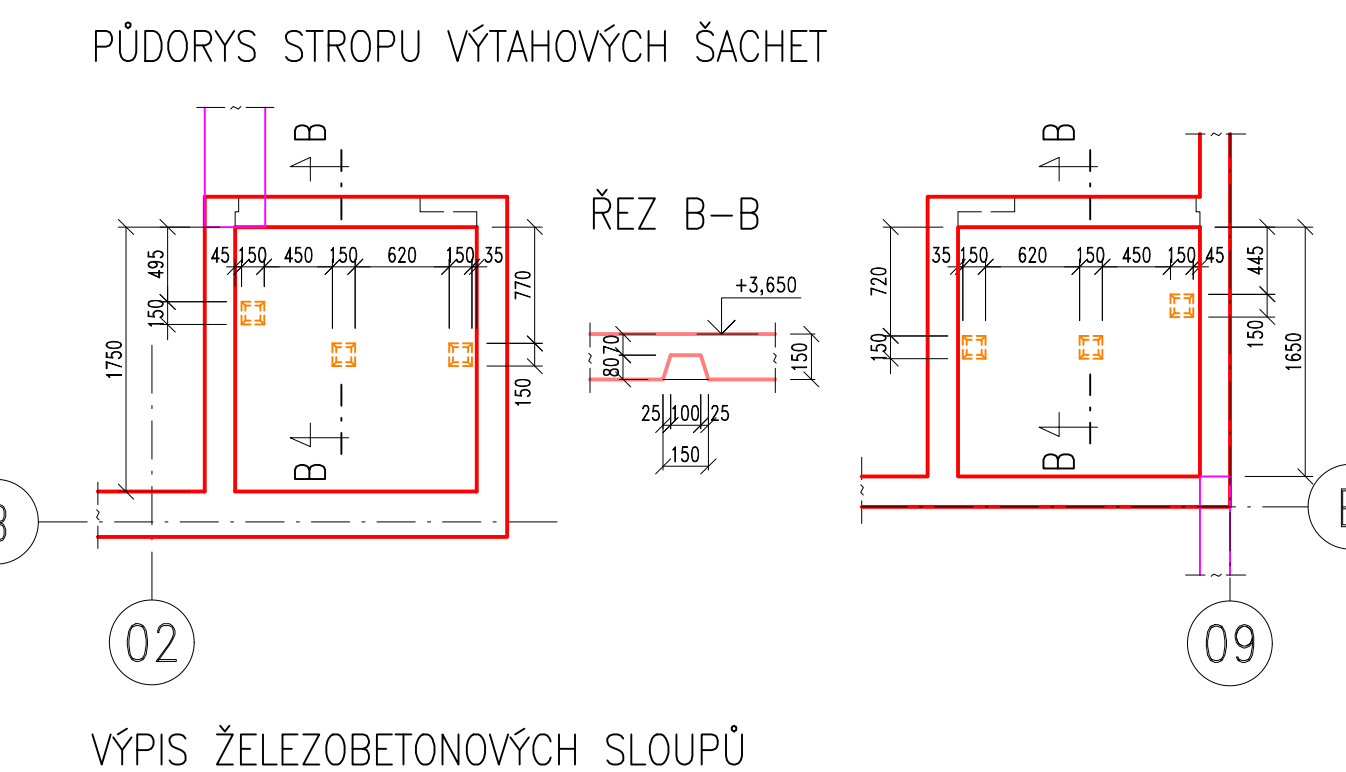 PŮDORYS STROPU VÝTAHOVÝCH ŠACHET
B
B
ŘEZ B-B
45 150 450 150 620 150 35
35 150 620 150 450 150 45
495
150
1750
770
150
+3,650
70
80
150
25 100 25
150
720
150
445
150
1650
B
B
02
09
VÝPIS ŽELEZOBETONOVÝCH SLOUPŮ